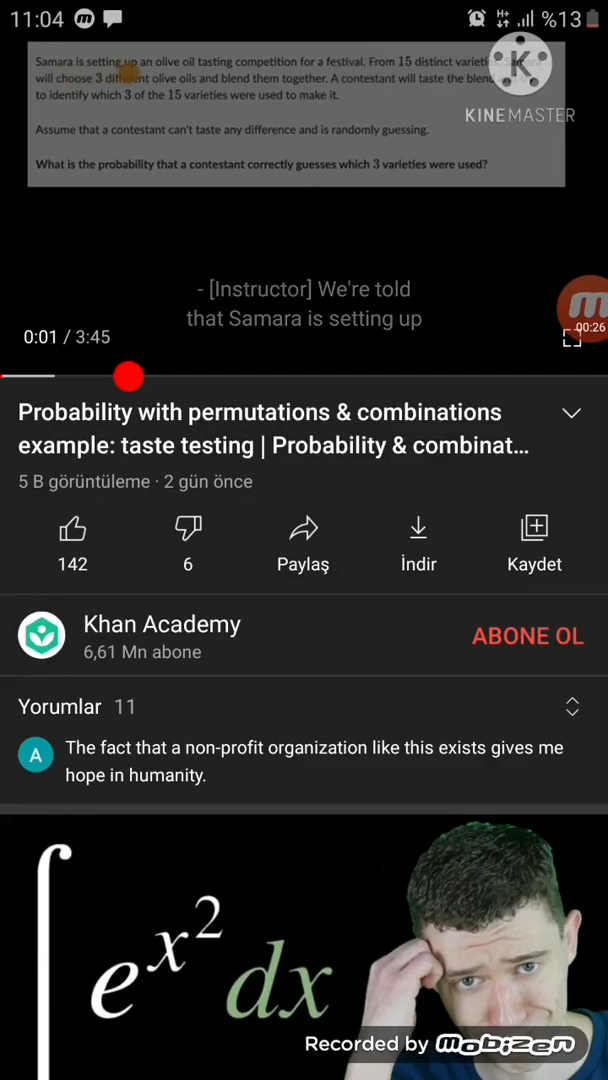 11:04
H+
%13
Samara is setting up an olive oil tasting competition for a festival. From 15 distinct varieties, Samara
will choose 3 different olive oils and blend them together. A contestant will taste the blend
to identify which 3 of the 15 varieties were used to make it.
Assume that a contestant can't taste any difference and is randomly guessing.
What is the probability that a contestant correctly guesses which 3 varieties were used?
K
KINEMASTER
- [Instructor] We're told
that Samara is setting up
00:26
0:01 / 3:45
Probability with permutations & combinations
example: taste testing | Probability & combinat...
5 B görüntüleme · 2 gün önce
142
6
Paylaş
İndir
Kaydet
Khan Academy
6,61 Mn abone
ABONE OL
Yorumlar 11
A
The fact that a non-profit organization like this exists gives me
hope in humanity.
∫ e^x^2 dx
Recorded by mobizen